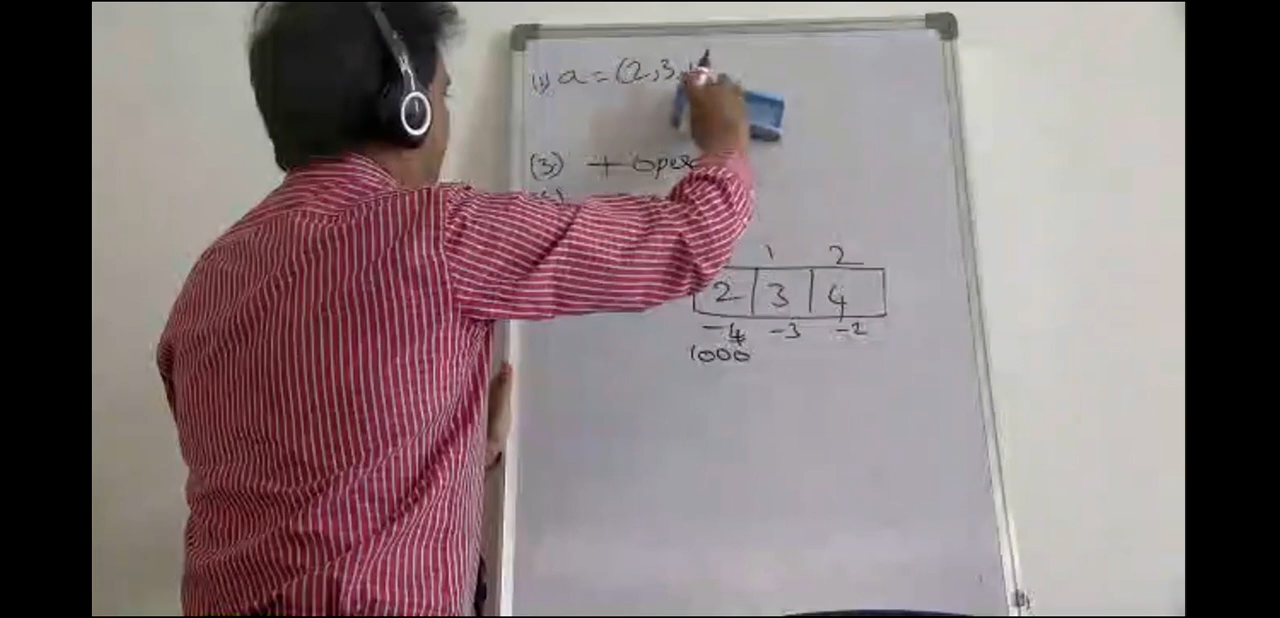 (1) a = (2,3,
(3) + oper
1 2
2 3 4
-4 -3 -2
1000